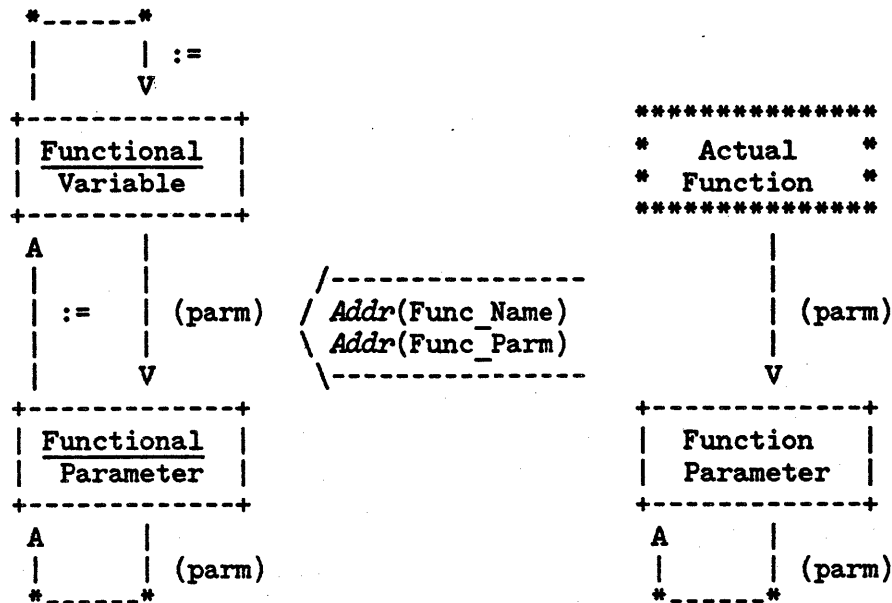 :=
Functional
Variable
Actual
Function
:= (parm) Addr(Func_Name) (parm)
Addr(Func_Parm)
Functional
Parameter
Function
Parameter
(parm) (parm)